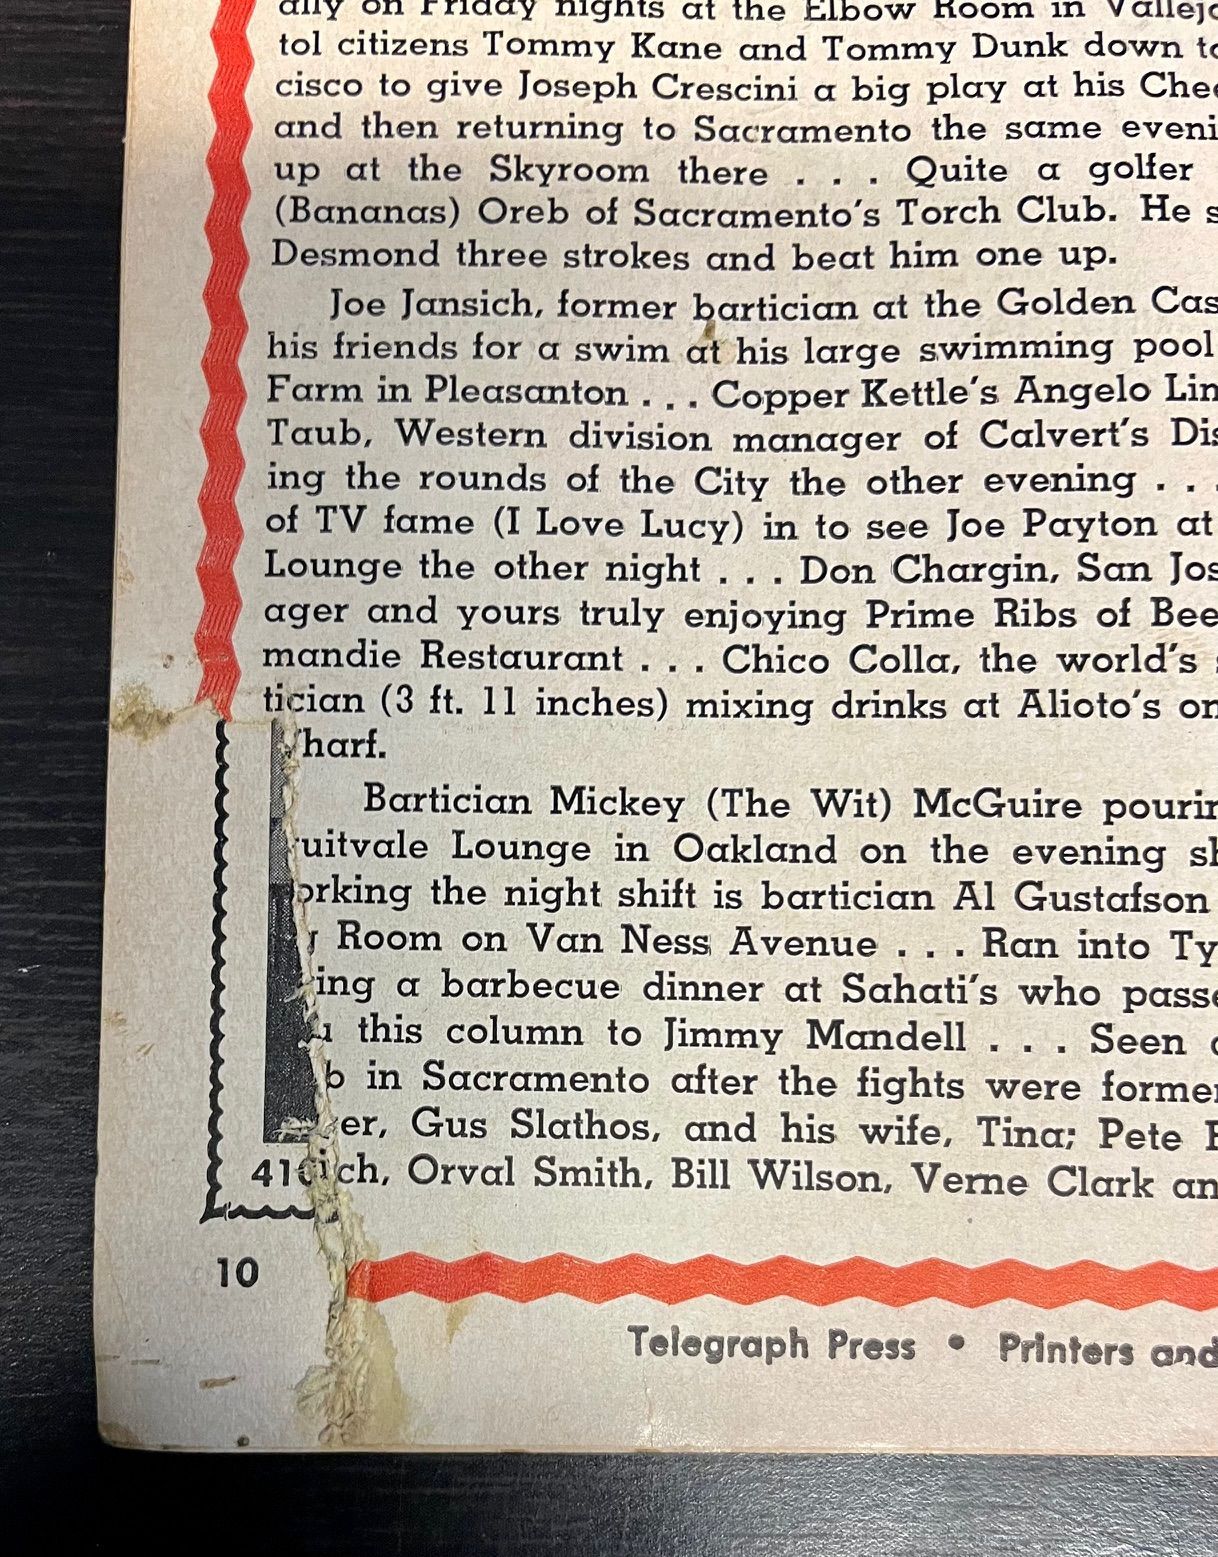 ally on Friday nights at the Elbow Room in Vallejo
tol citizens Tommy Kane and Tommy Dunk down to
cisco to give Joseph Crescini a big play at his Chee
and then returning to Sacramento the same eveni
up at the Skyroom there . . . Quite a golfer
(Bananas) Oreb of Sacramento's Torch Club. He s
Desmond three strokes and beat him one up.
Joe Jansich, former bartician at the Golden Cas
his friends for a swim at his large swimming pool
Farm in Pleasanton . . . Copper Kettle's Angelo Lin
Taub, Western division manager of Calvert's Dis
ing the rounds of the City the other evening . . .
of TV fame (I Love Lucy) in to see Joe Payton at
Lounge the other night . . . Don Chargin, San Jos
ager and yours truly enjoying Prime Ribs of Bee
mandie Restaurant . . . Chico Colla, the world's s
tician (3 ft. 11 inches) mixing drinks at Alioto's on
harf.
Bartician Mickey (The Wit) McGuire pourin
uitvale Lounge in Oakland on the evening sh
orking the night shift is bartician Al Gustafson
Room on Van Ness Avenue . . . Ran into Ty
ing a barbecue dinner at Sahati's who passe
this column to Jimmy Mandell . . . Seen
b in Sacramento after the fights were former
er, Gus Slathos, and his wife, Tina; Pete
41 ch, Orval Smith, Bill Wilson, Verne Clark an
10
Telegraph Press • Printers and